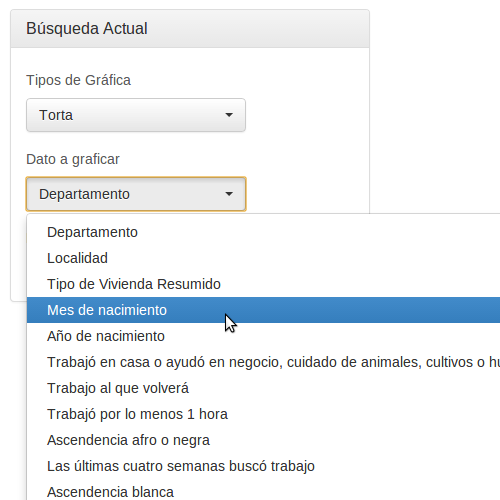 Búsqueda Actual
Tipos de Gráfica
Torta
Dato a graficar
Departamento
Departamento
Localidad
Tipo de Vivienda Resumido
Mes de nacimiento
Año de nacimiento
Trabajó en casa o ayudó en negocio, cuidado de animales, cultivos o
Trabajo al que volverá
Trabajó por lo menos 1 hora
Ascendencia afro o negra
Las últimas cuatro semanas buscó trabajo
Ascendencia blanca